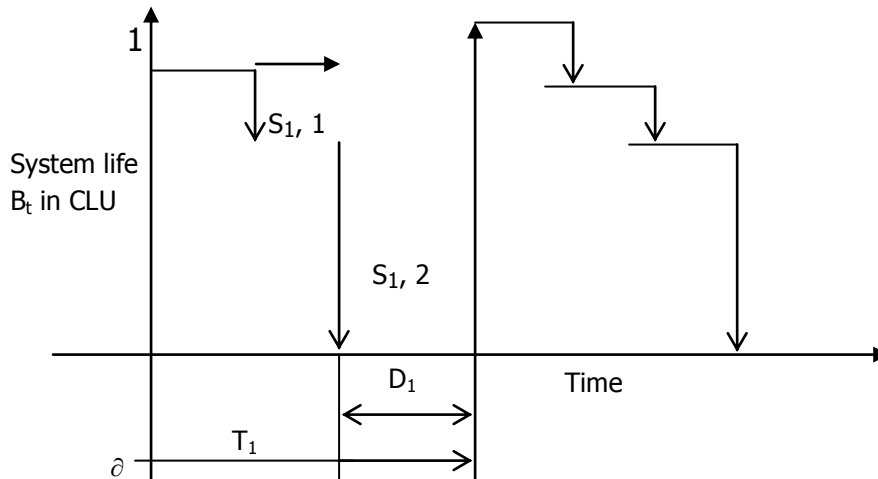 1
S₁, 1
System life
Bₜ in CLU
S₁, 2
D₁
Time
T₁
∂